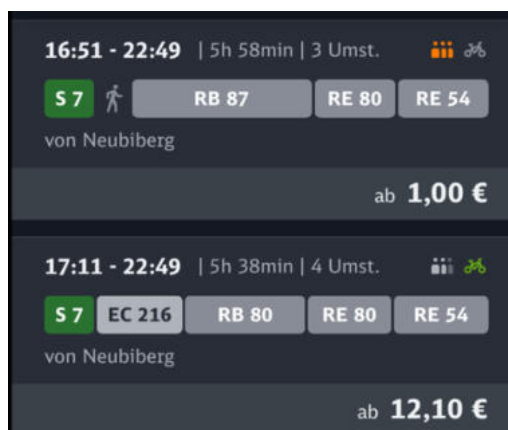 16:51 - 22:49 | 5h 58min | 3 Umst.
S 7 RB 87 RE 80 RE 54
von Neubiberg
ab 1,00 €
17:11 - 22:49 | 5h 38min | 4 Umst.
S 7 EC 216 RB 80 RE 80 RE 54
von Neubiberg
ab 12,10 €